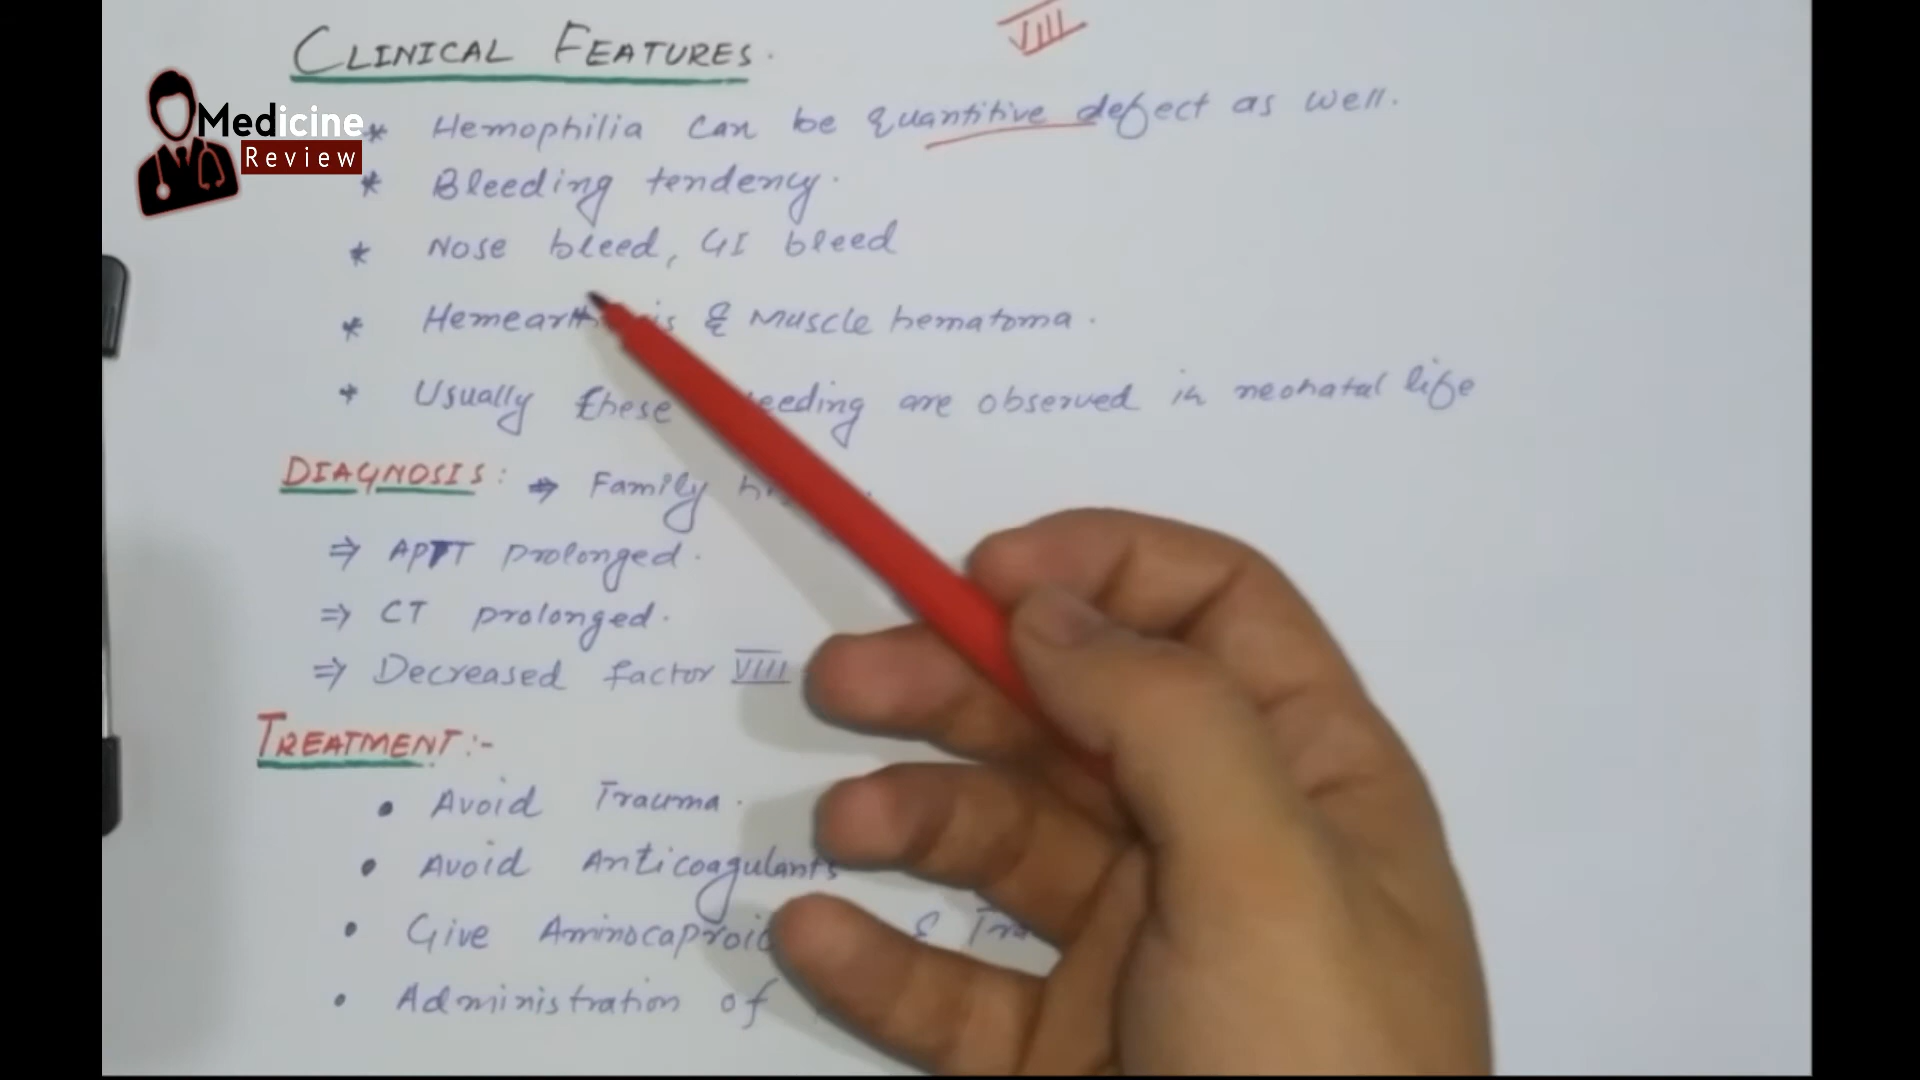 CLINICAL FEATURES.
VIII
Medicine
Review
* Hemophilia can be quantitive defect as well.
* Bleeding tendency.
* Nose bleed, GI bleed
* & Muscle hematoma.
* Usually these are observed in neonatal life
DIAGNOSIS: ⇒ Family
⇒ APTT prolonged.
⇒ CT prolonged.
⇒ Decreased factor VIII
TREATMENT:-
• Avoid Trauma.
• Avoid Anticoagulants
• Give &
• Administration of